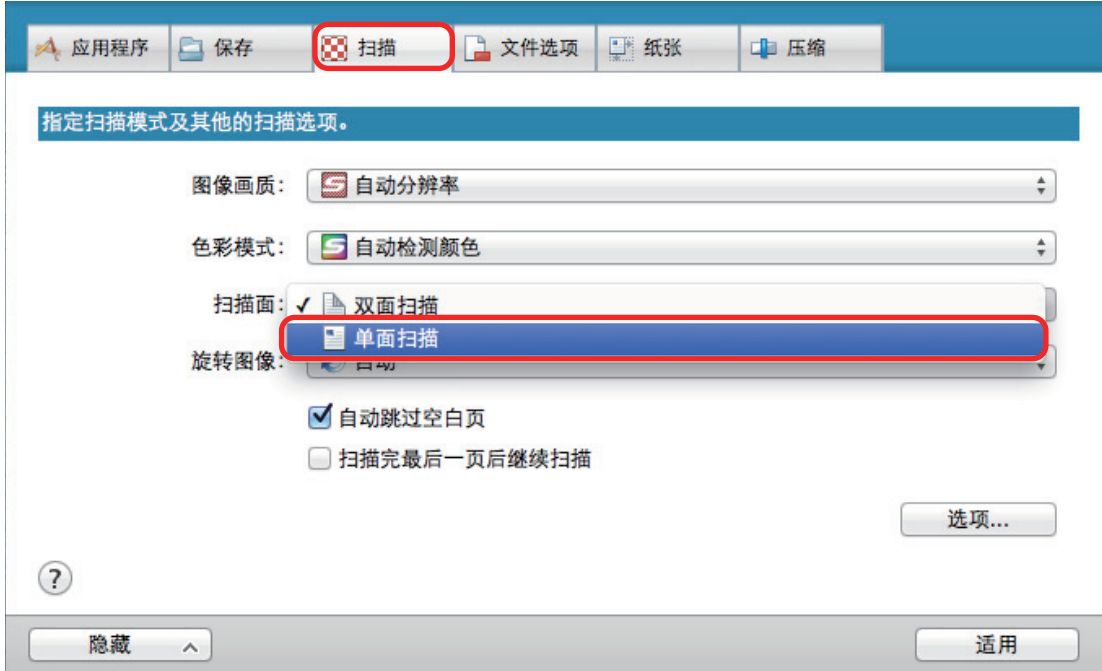 应用程序 保存 扫描 文件选项 纸张 压缩
指定扫描模式及其他的扫描选项。
图像画质： 自动分辨率
色彩模式： 自动检测颜色
扫描面： ✓ 双面扫描
单面扫描
旋转图像： 自动
自动跳过空白页
扫描完最后一页后继续扫描
选项...
?
隐藏 适用